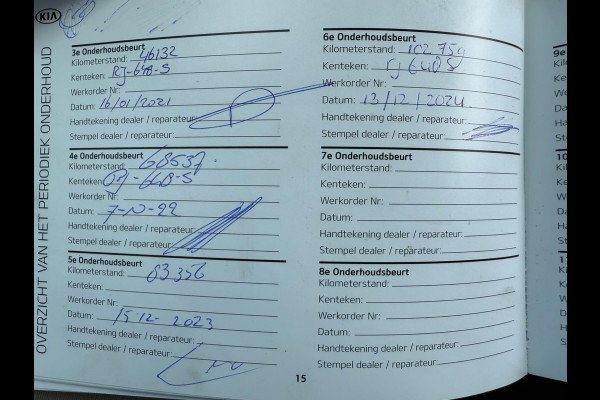 KIA
OVERZICHT VAN HET PERIODIEK ONDERHOUD
3e Onderhoudsbeurt
Kilometerstand: 46132
Kenteken: RJ-648-S
Werkorder Nr:
Datum: 16/01/2021
Handtekening dealer / reparateur:
Stempel dealer / reparateur:
4e Onderhoudsbeurt
Kilometerstand: 68537
Kenteken:
Werkorder Nr:
Datum: 7-10-22
Handtekening dealer / reparateur:
Stempel dealer / reparateur:
5e Onderhoudsbeurt
Kilometerstand: 83356
Kenteken:
Werkorder Nr:
Datum: 15-12-2023
Handtekening dealer / reparateur:
Stempel dealer / reparateur:
15
6e Onderhoudsbeurt
Kilometerstand: 102 759
Kenteken: rj 648 S
Werkorder Nr:
Datum: 13/12/2024
Handtekening dealer / reparateur:
Stempel dealer / reparateur:
7e Onderhoudsbeurt
Kilometerstand:
Kenteken:
Werkorder Nr:
Datum:
Handtekening dealer / reparateur:
Stempel dealer / reparateur:
8e Onderhoudsbeurt
Kilometerstand:
Kenteken:
Werkorder Nr:
Datum:
Handtekening dealer / reparateur:
Stempel dealer / reparateur: